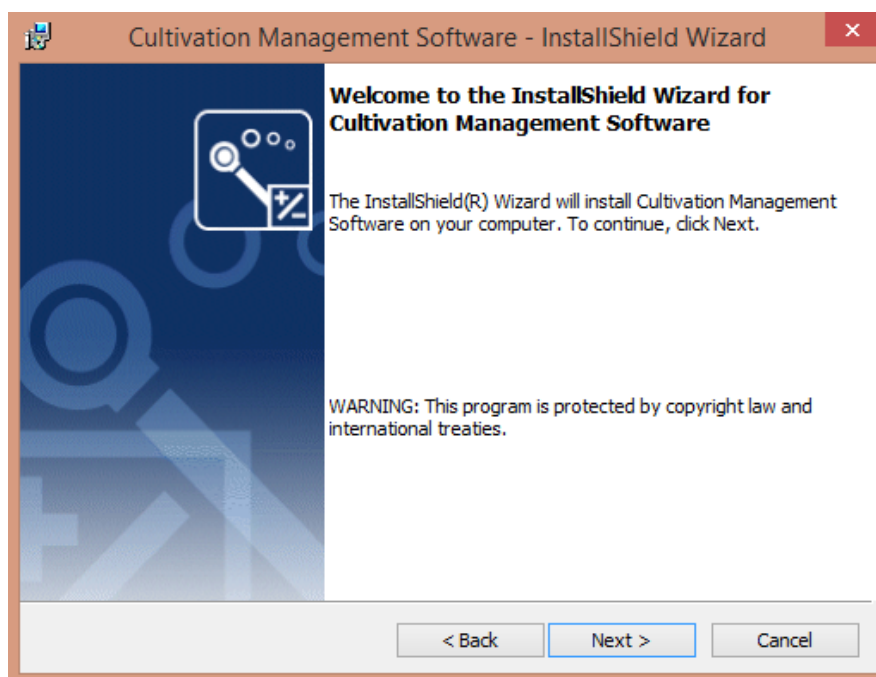 Cultivation Management Software - InstallShield Wizard
Welcome to the InstallShield Wizard for
Cultivation Management Software
The InstallShield(R) Wizard will install Cultivation Management
Software on your computer. To continue, click Next.
WARNING: This program is protected by copyright law and
international treaties.
< Back
Next >
Cancel